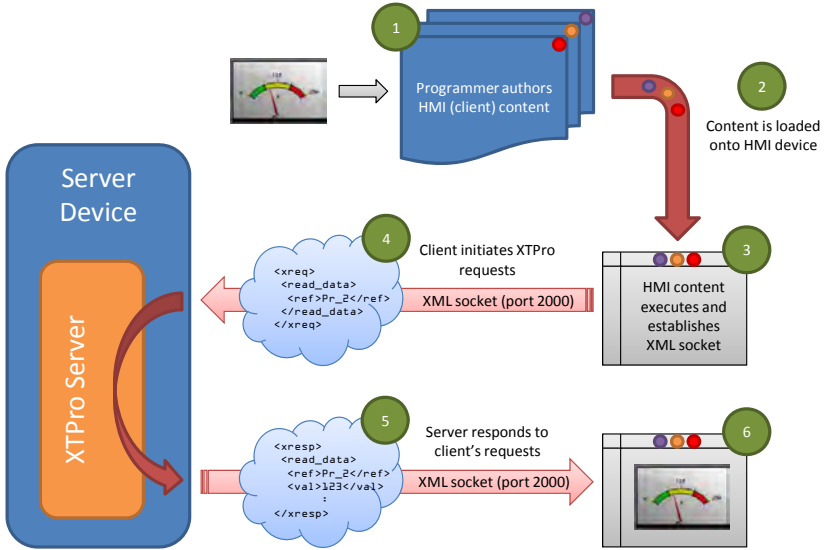 1
Programmer authors
HMI (client) content
2
Content is loaded
onto HMI device
Server
Device
XTPro Server
3
HMI content
executes and
establishes
XML socket
4
Client initiates XTPro
requests
XML socket (port 2000)
<xreq>
<read_data>
<ref>Pr_2</ref>
</read_data>
</xreq>
5
Server responds to
client's requests
XML socket (port 2000)
<xresp>
<read_data>
<ref>Pr_2</ref>
<val>123</val>
:
</xresp>
6